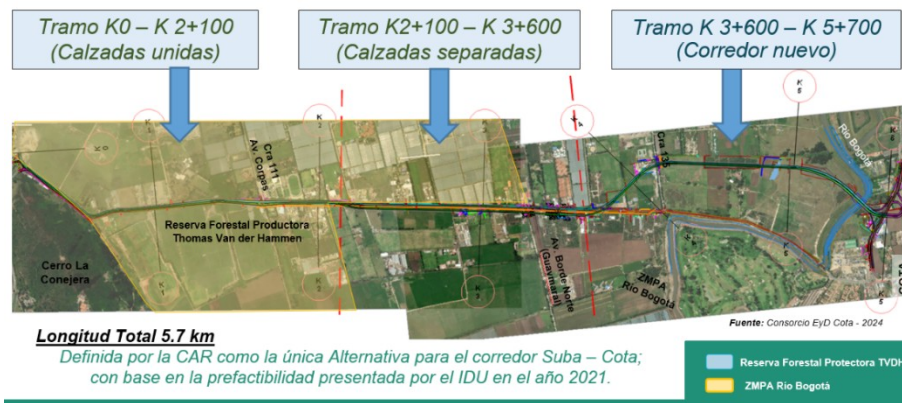 Tramo K0 – K 2+100
(Calzadas unidas)
Tramo K2+100 – K 3+600
(Calzadas separadas)
Tramo K 3+600 – K 5+700
(Corredor nuevo)
Cra 111
Av. Corpas
Cra 135
Río Bogotá
Reserva Forestal Productora
Thomas Van der Hammen
Cerro La
Conejera
Av. Borde Norte
(Guaymaral)
ZMPA
Río Bogotá
Fuente: Consorcio EyD Cota - 2024
Longitud Total 5.7 km
Definida por la CAR como la única Alternativa para el corredor Suba – Cota;
con base en la prefactibilidad presentada por el IDU en el año 2021.
Reserva Forestal Protectora TVDH
ZMPA Río Bogotá